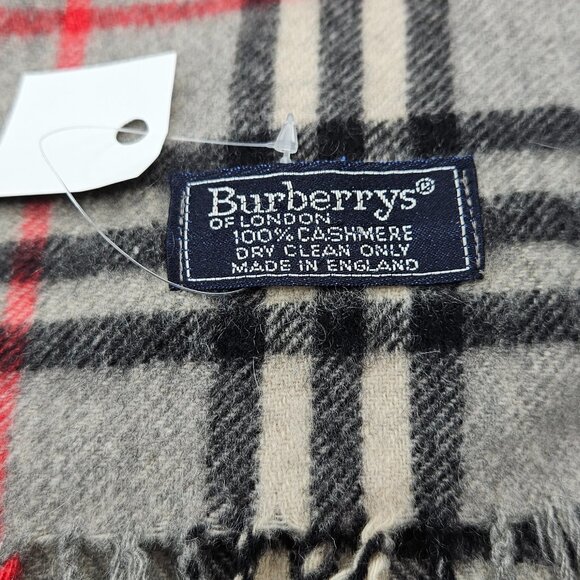 Burberrys®
OF LONDON
100% CASHMERE
DRY CLEAN ONLY
MADE IN ENGLAND